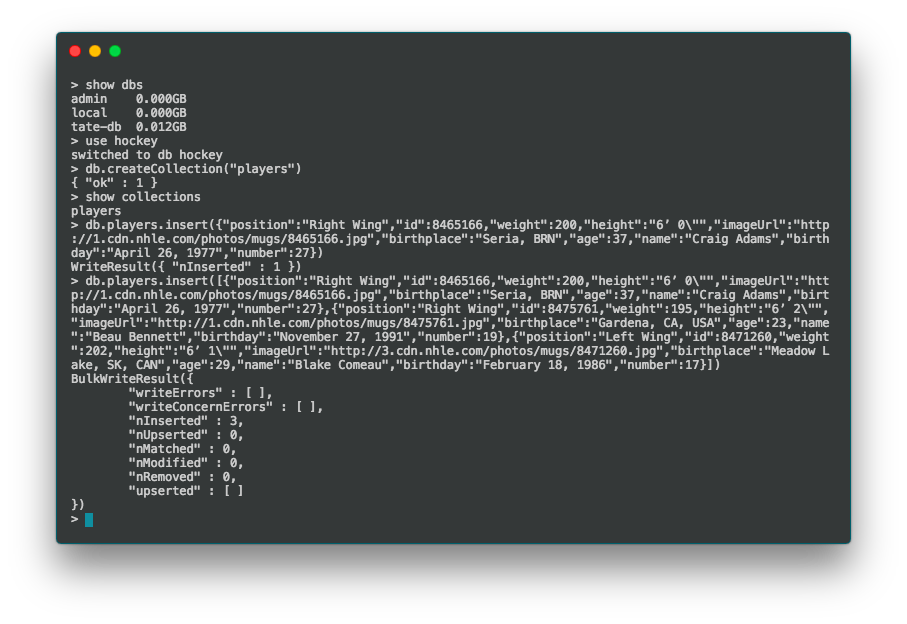 > show dbs
admin    0.000GB
local    0.000GB
tate-db  0.012GB
> use hockey
switched to db hockey
> db.createCollection("players")
{ "ok" : 1 }
> show collections
players
> db.players.insert({"position":"Right Wing","id":8465166,"weight":200,"height":"6’ 0\"","imageUrl":"http
://1.cdn.nhle.com/photos/mugs/8465166.jpg","birthplace":"Seria, BRN","age":37,"name":"Craig Adams","birth
day":"April 26, 1977","number":27})
WriteResult({ "nInserted" : 1 })
> db.players.insert([{"position":"Right Wing","id":8465166,"weight":200,"height":"6’ 0\"","imageUrl":"htt
p://1.cdn.nhle.com/photos/mugs/8465166.jpg","birthplace":"Seria, BRN","age":37,"name":"Craig Adams","birt
hday":"April 26, 1977","number":27},{"position":"Right Wing","id":8475761,"weight":195,"height":"6’ 2\"",
"imageUrl":"http://1.cdn.nhle.com/photos/mugs/8475761.jpg","birthplace":"Gardena, CA, USA","age":23,"name
":"Beau Bennett","birthday":"November 27, 1991","number":19},{"position":"Left Wing","id":8471260,"weight
":202,"height":"6’ 1\"","imageUrl":"http://3.cdn.nhle.com/photos/mugs/8471260.jpg","birthplace":"Meadow L
ake, SK, CAN","age":29,"name":"Blake Comeau","birthday":"February 18, 1986","number":17}])
BulkWriteResult({
        "writeErrors" : [ ],
        "writeConcernErrors" : [ ],
        "nInserted" : 3,
        "nUpserted" : 0,
        "nMatched" : 0,
        "nModified" : 0,
        "nRemoved" : 0,
        "upserted" : [ ]
})
>